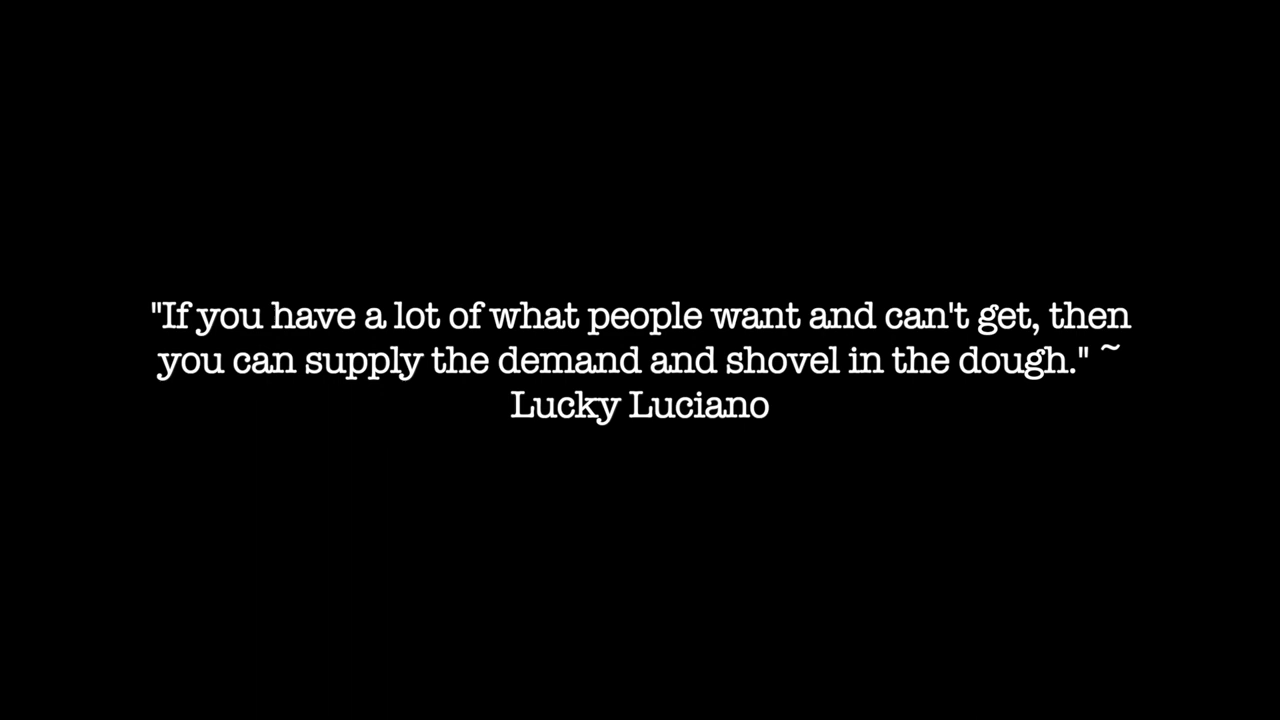 "If you have a lot of what people want and can't get, then
you can supply the demand and shovel in the dough." ~
Lucky Luciano